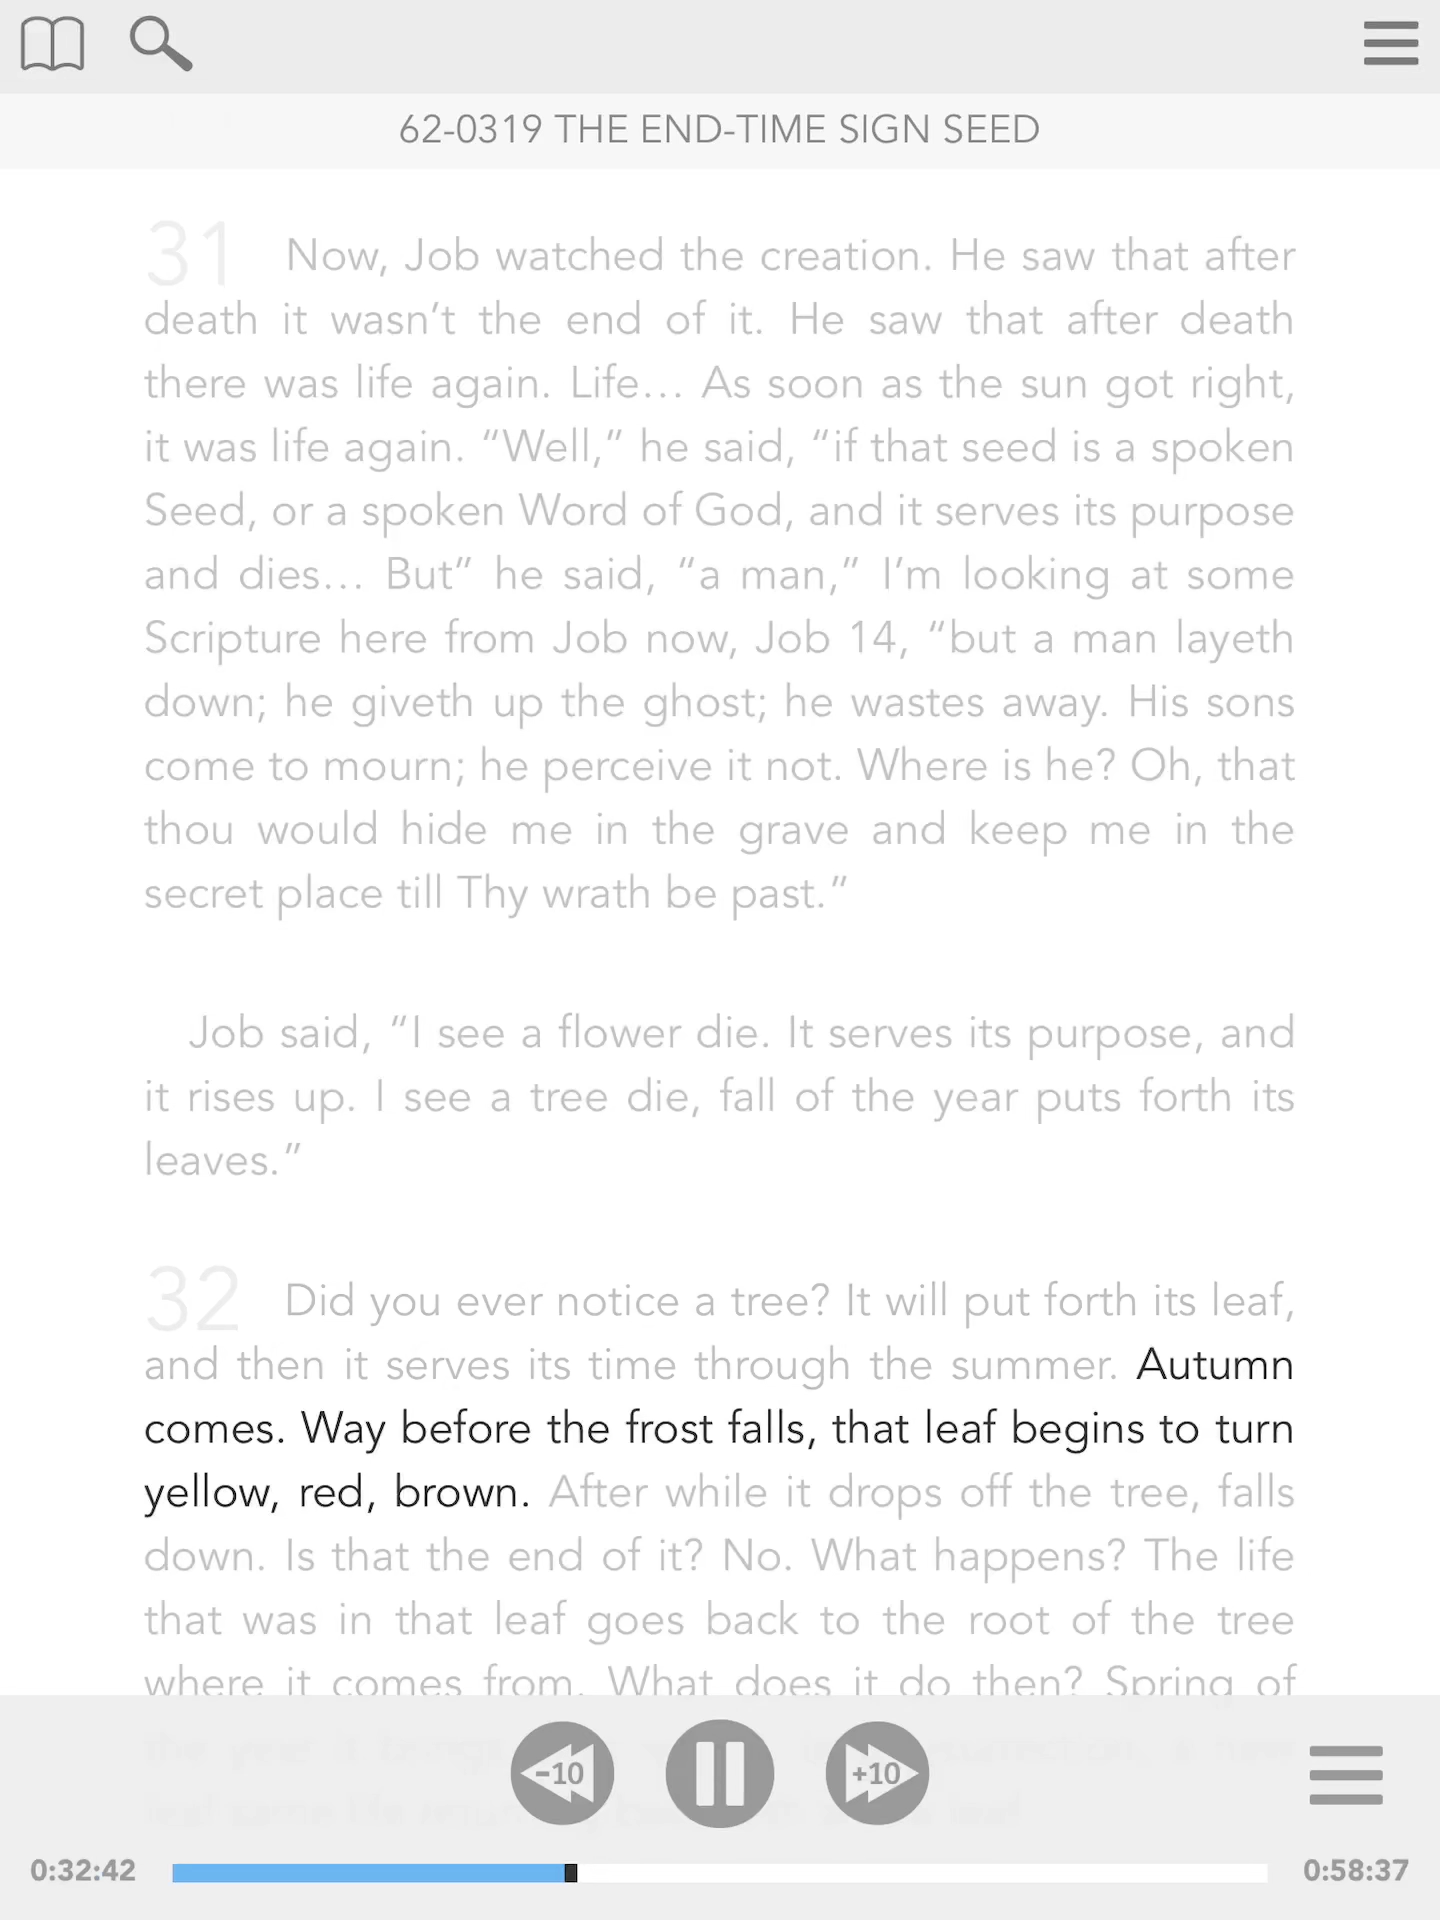 62-0319 THE END-TIME SIGN SEED
31 Now, Job watched the creation. He saw that after
death it wasn’t the end of it. He saw that after death
there was life again. Life… As soon as the sun got right,
it was life again. “Well,” he said, “if that seed is a spoken
Seed, or a spoken Word of God, and it serves its purpose
and dies… But” he said, “a man,” I’m looking at some
Scripture here from Job now, Job 14, “but a man layeth
down; he giveth up the ghost; he wastes away. His sons
come to mourn; he perceive it not. Where is he? Oh, that
thou would hide me in the grave and keep me in the
secret place till Thy wrath be past.”
Job said, “I see a flower die. It serves its purpose, and
it rises up. I see a tree die, fall of the year puts forth its
leaves.”
32 Did you ever notice a tree? It will put forth its leaf,
and then it serves its time through the summer. Autumn
comes. Way before the frost falls, that leaf begins to turn
yellow, red, brown. After while it drops off the tree, falls
down. Is that the end of it? No. What happens? The life
that was in that leaf goes back to the root of the tree
where it comes from. What does it do then? Spring of
-10 +10
0:32:42 0:58:37